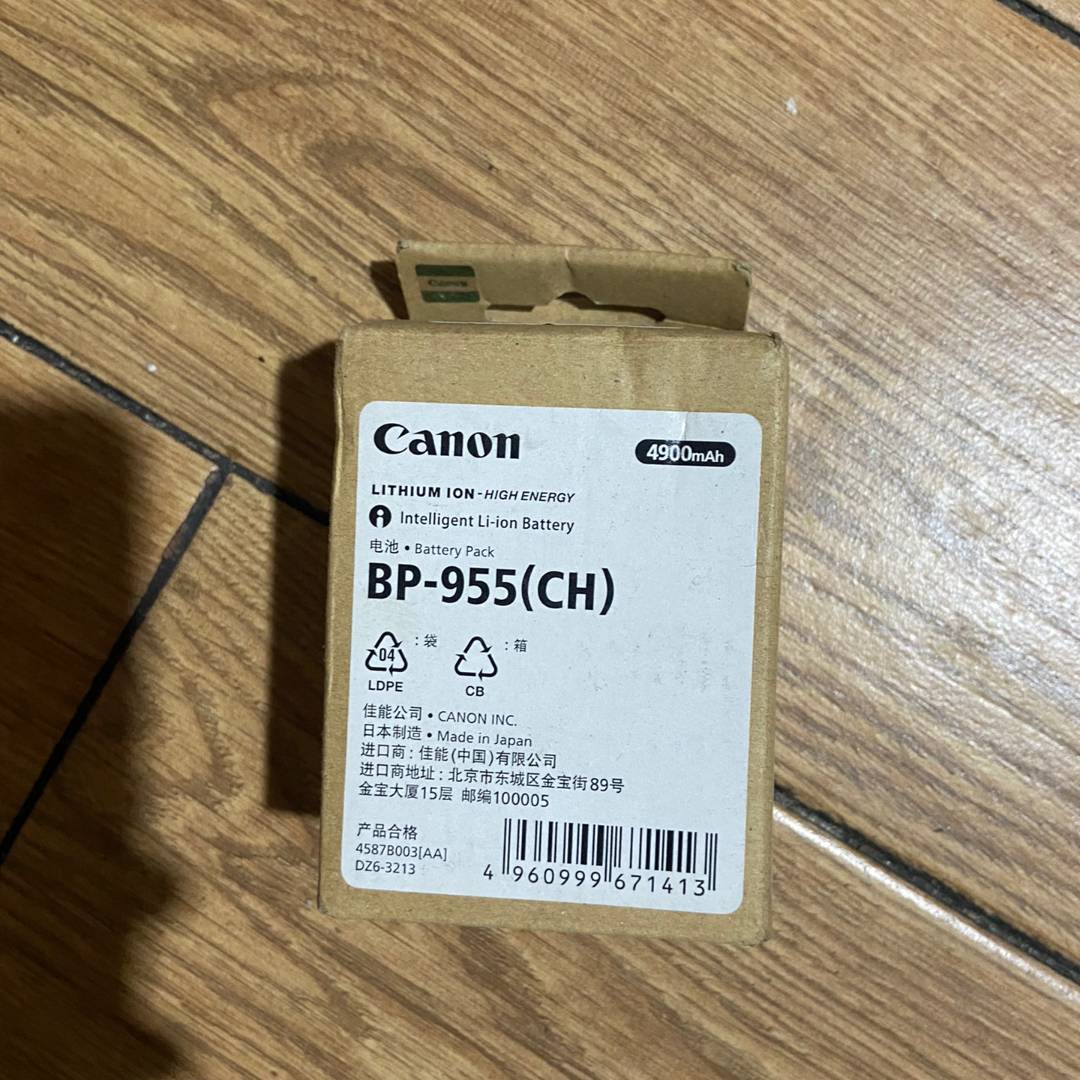 Canon
Canon
4900mAh
LITHIUM ION-HIGH ENERGY
i Intelligent Li-ion Battery
电池 • Battery Pack
BP-955(CH)
04 : 袋
LDPE
: 箱
CB
佳能公司 • CANON INC.
日本制造 • Made in Japan
进口商 : 佳能(中国)有限公司
进口商地址 : 北京市东城区金宝街89号
金宝大厦15层 邮编100005
产品合格
4587B003[AA]
DZ6-3213
4 960999 671413